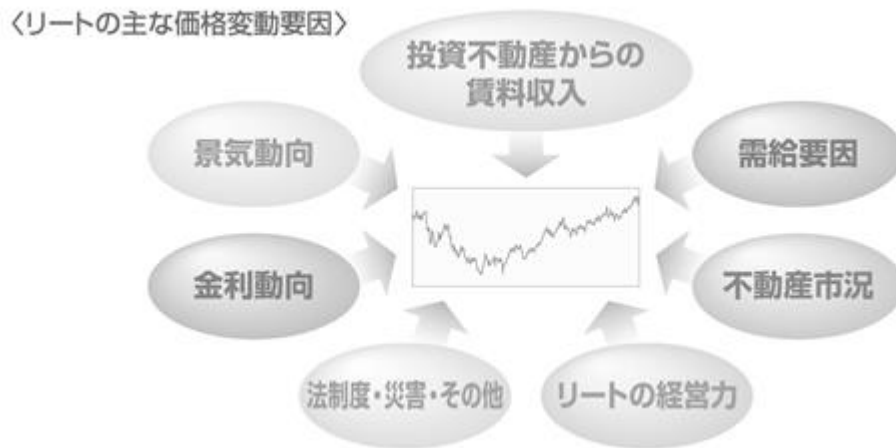 〈リートの主な価格変動要因〉
投資不動産からの
賃料収入
景気動向
需給要因
金利動向
不動産市況
法制度・災害・その他
リートの経営力